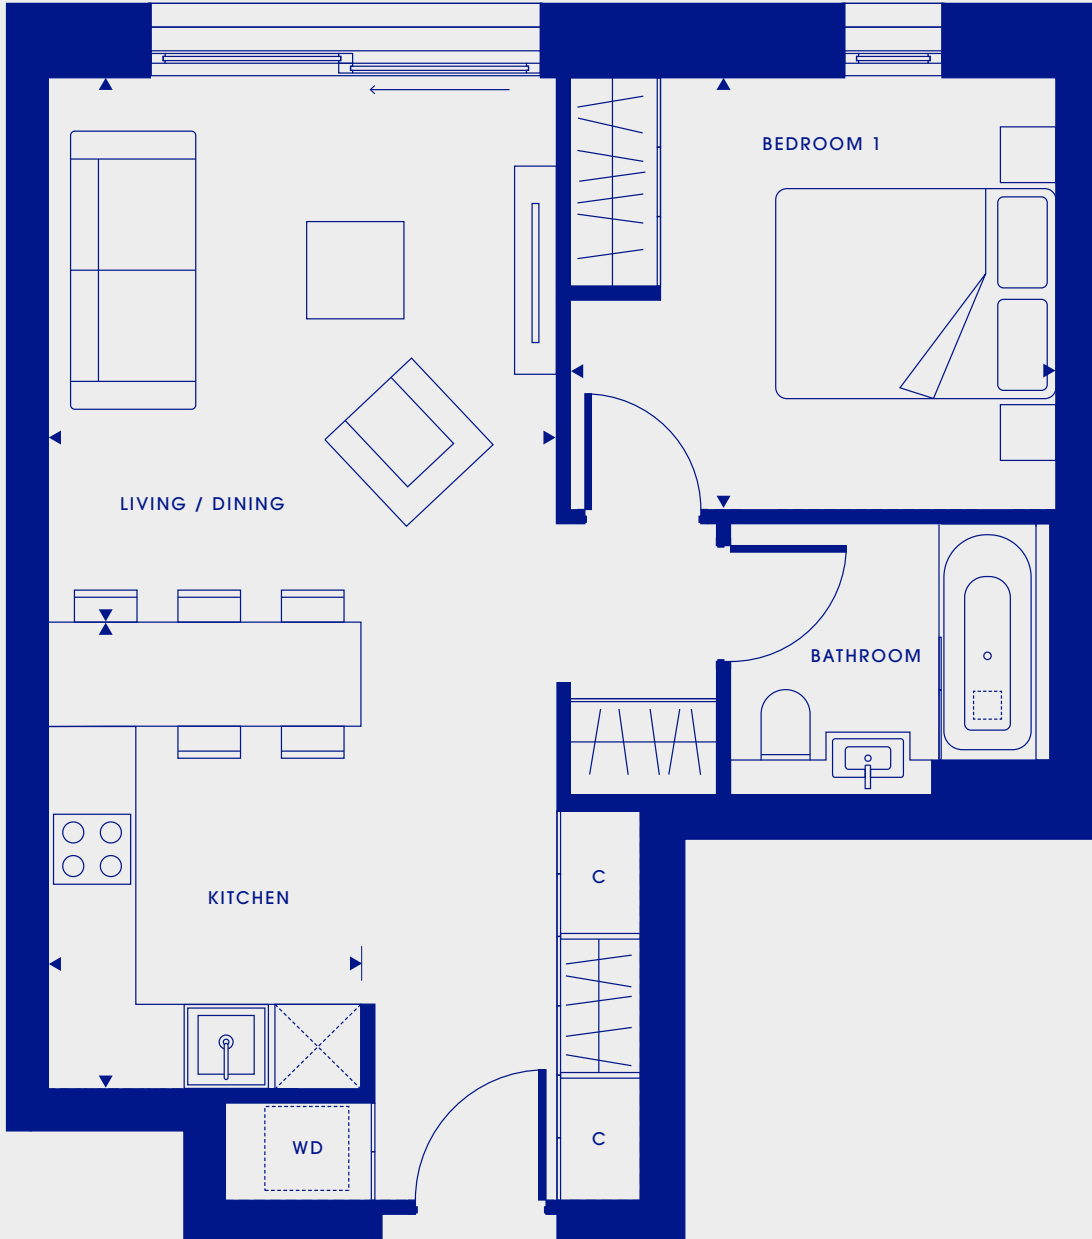 BEDROOM 1
LIVING / DINING
BATHROOM
C
KITCHEN
C
WD